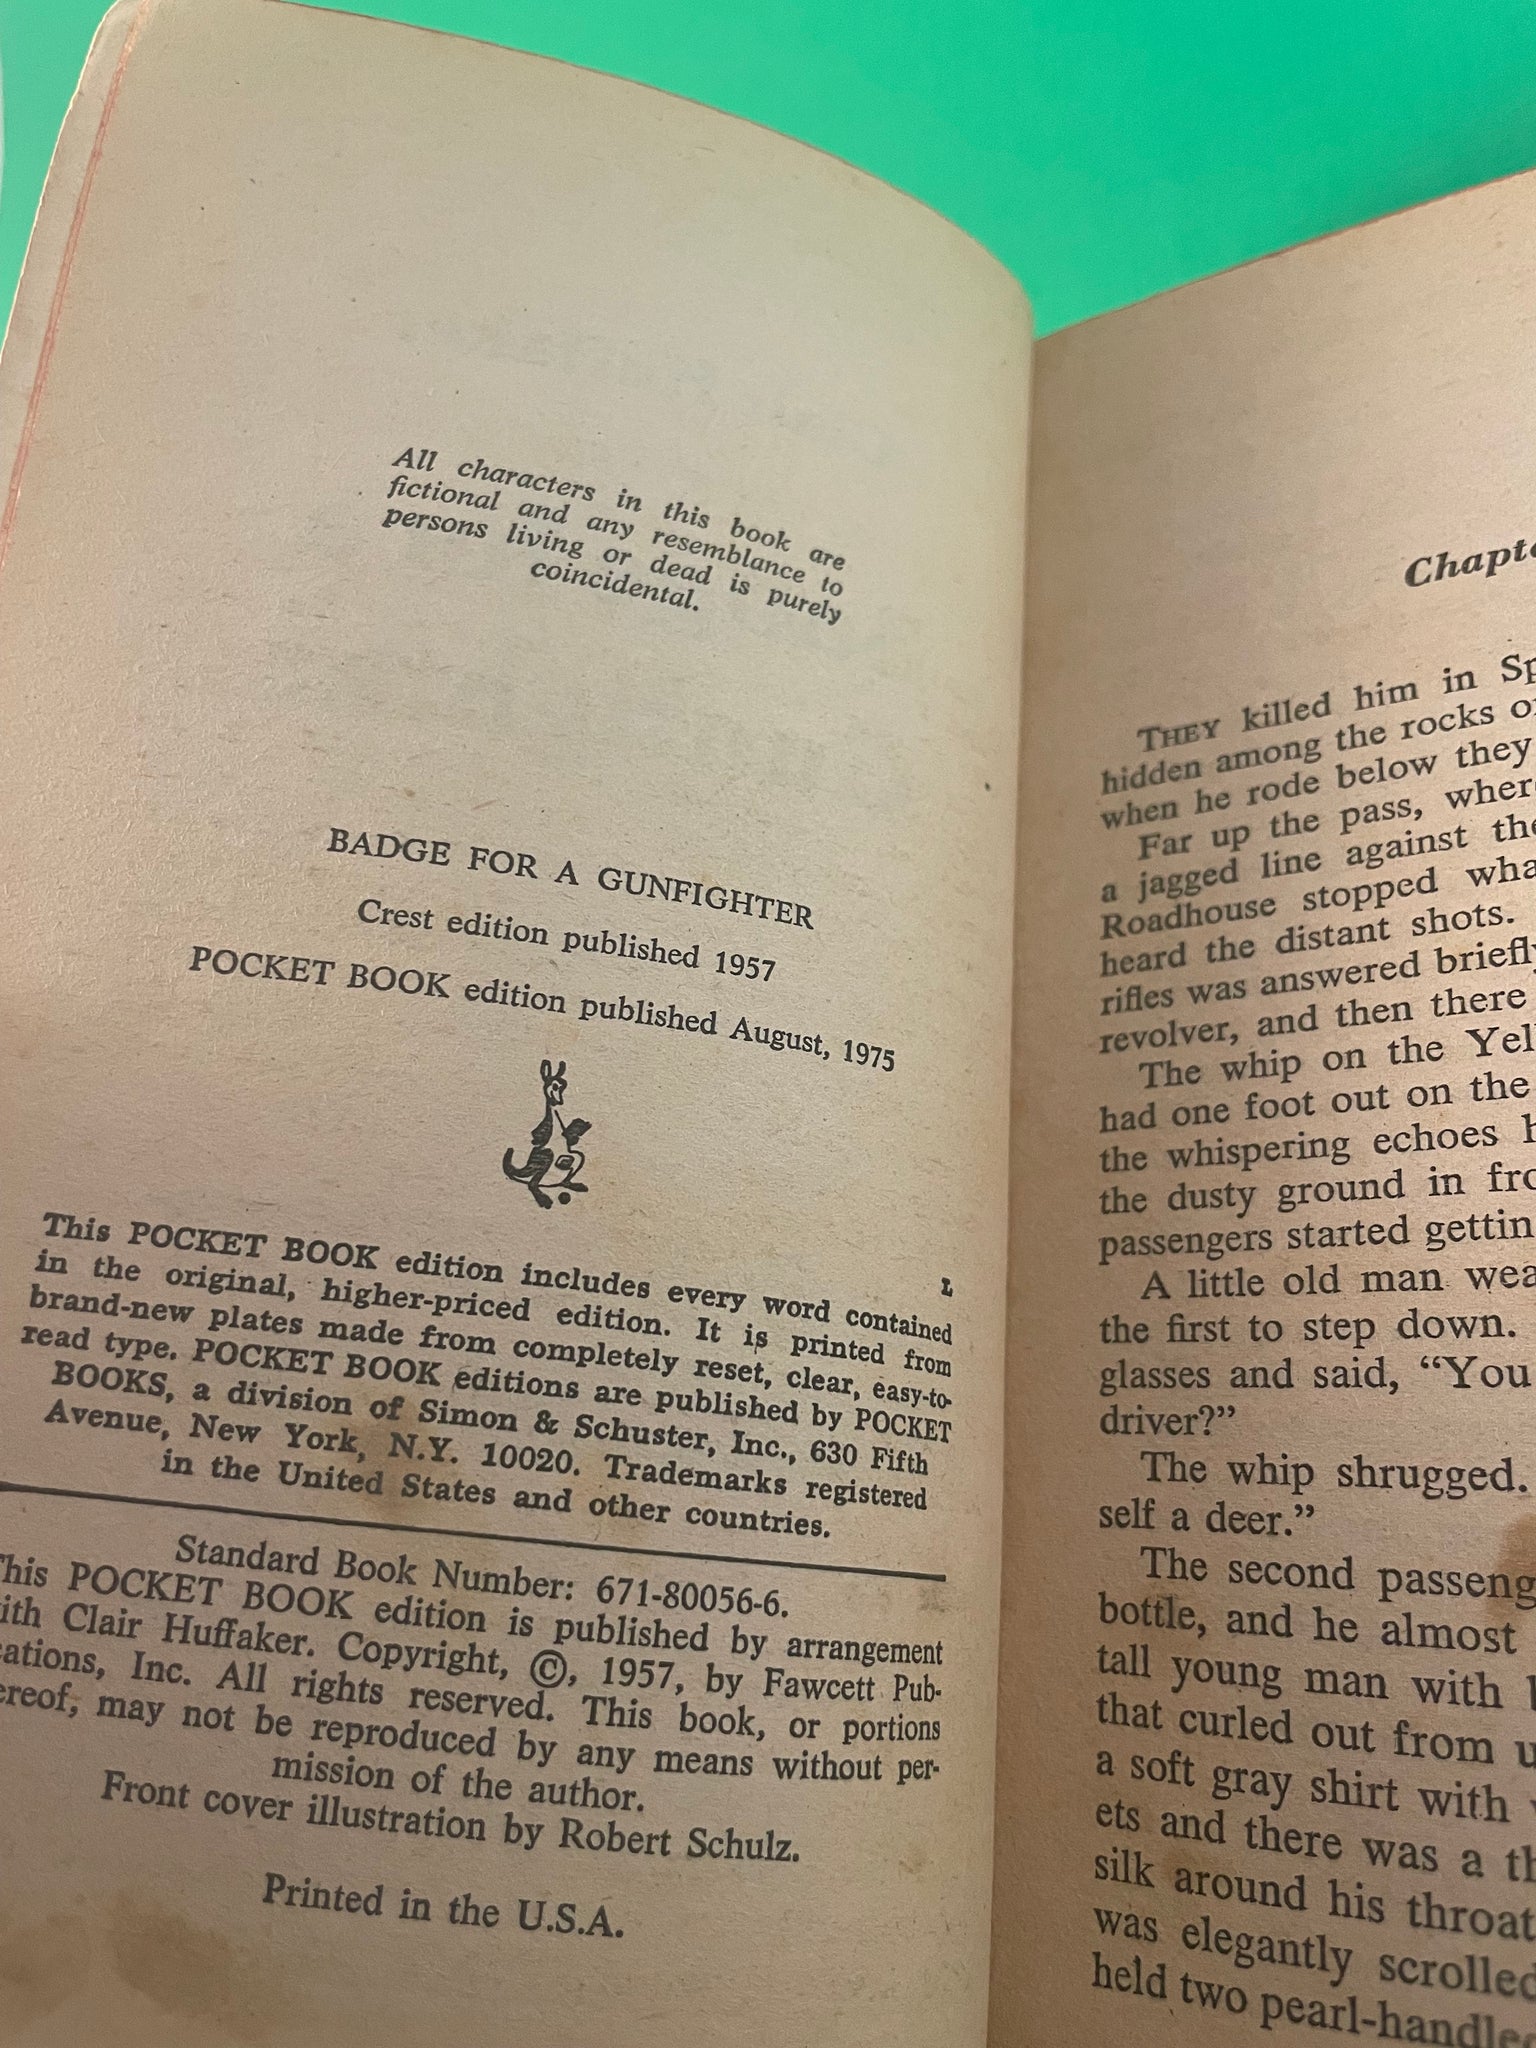 All characters in this book are
fictional and any resemblance to
persons living or dead is purely
coincidental.
BADGE FOR A GUNFIGHTER
Crest edition published 1957
POCKET BOOK edition published August, 1975
L
This POCKET BOOK edition includes every word contained
in the original, higher-priced edition. It is printed from
brand-new plates made from completely reset, clear, easy-to-
read type. POCKET BOOK editions are published by POCKET
BOOKS, a division of Simon & Schuster, Inc., 630 Fifth
Avenue, New York, N.Y. 10020. Trademarks registered
in the United States and other countries.
Standard Book Number: 671-80056-6.
This POCKET BOOK edition is published by arrangement
with Clair Huffaker. Copyright, ©, 1957, by Fawcett Pub-
ications, Inc. All rights reserved. This book, or portions
ereof, may not be reproduced by any means without per-
mission of the author.
Front cover illustration by Robert Schulz.
Printed in the U.S.A.
Chapte
THEY killed him in Sp
hidden among the rocks o
when he rode below they
Far up the pass, wher
a jagged line against the
Roadhouse stopped wha
heard the distant shots.
rifles was answered briefly
revolver, and then there
The whip on the Yel
had one foot out on the
the whispering echoes h
the dusty ground in fro
passengers started gettin
A little old man wea
the first to step down.
glasses and said, “You
driver?”
The whip shrugged.
self a deer.”
The second passeng
bottle, and he almost
tall young man with l
that curled out from u
a soft gray shirt with
ets and there was a th
silk around his throat
was elegantly scrolled
held two pearl-handled